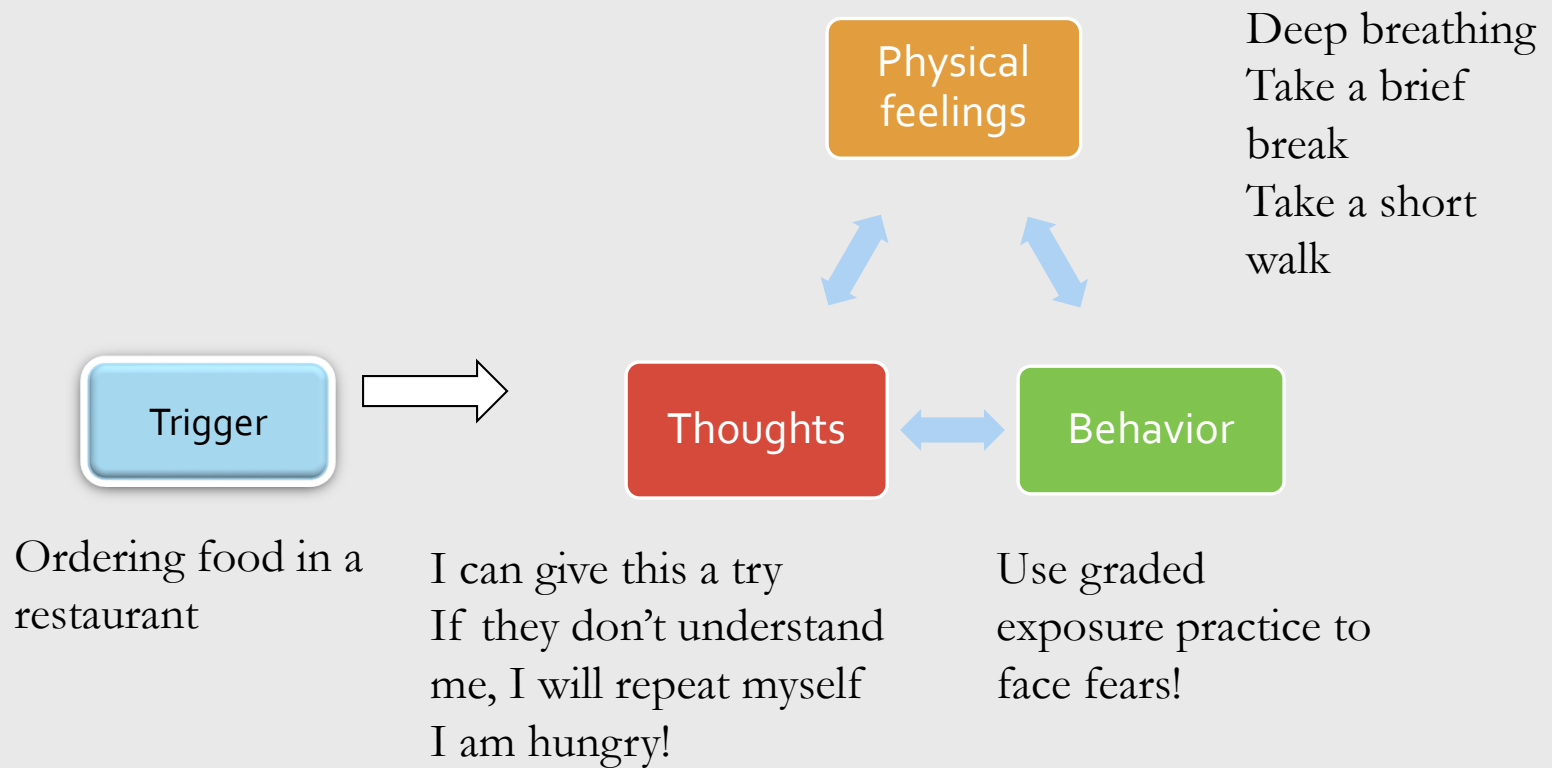 Physical
feelings
Deep breathing
Take a brief
break
Take a short
walk
Trigger
Thoughts
Behavior
Ordering food in a
restaurant
I can give this a try
If they don’t understand
me, I will repeat myself
I am hungry!
Use graded
exposure practice to
face fears!